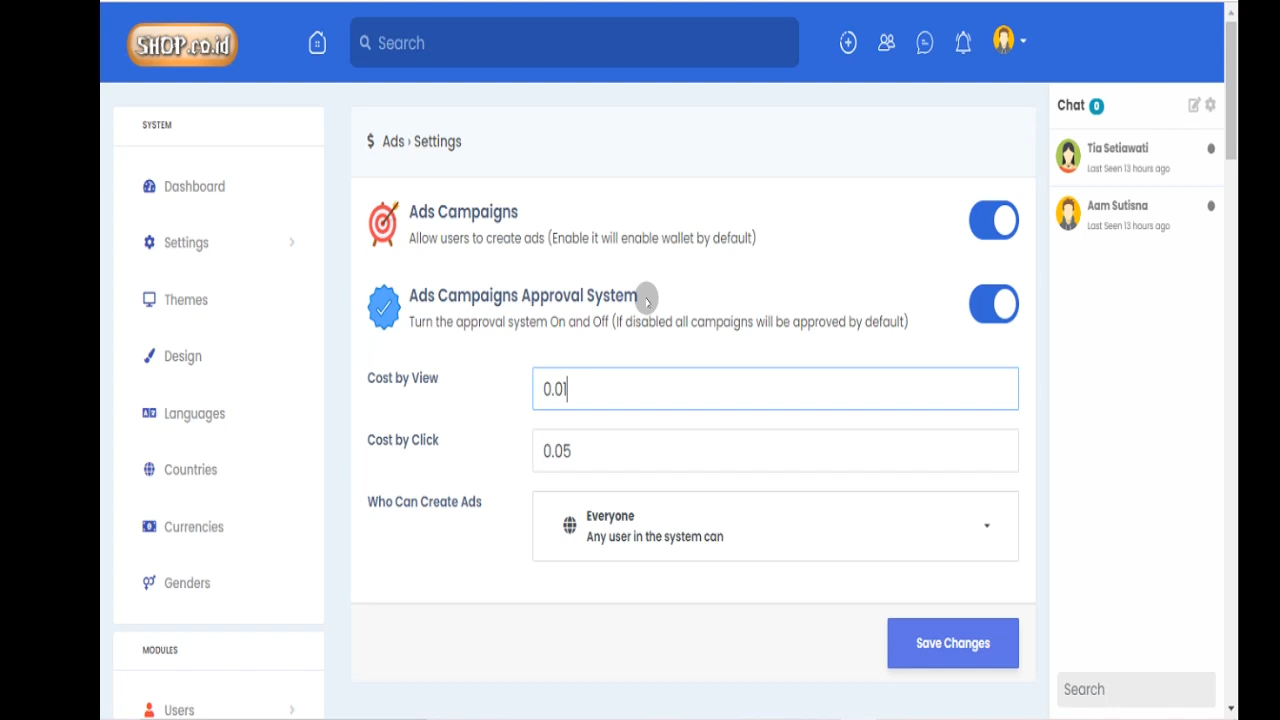 SHOP.co.id
Search
SYSTEM
Dashboard
Settings
Themes
Design
Languages
Countries
Currencies
Genders
MODULES
Users
$ Ads › Settings
Ads Campaigns
Allow users to create ads (Enable it will enable wallet by default)
Ads Campaigns Approval System
Turn the approval system On and Off (If disabled all campaigns will be approved by default)
Cost by View
0.01
Cost by Click
0.05
Who Can Create Ads
Everyone
Any user in the system can
Save Changes
Chat 0
Tia Setiawati
Last Seen 13 hours ago
Aam Sutisna
Last Seen 13 hours ago
Search